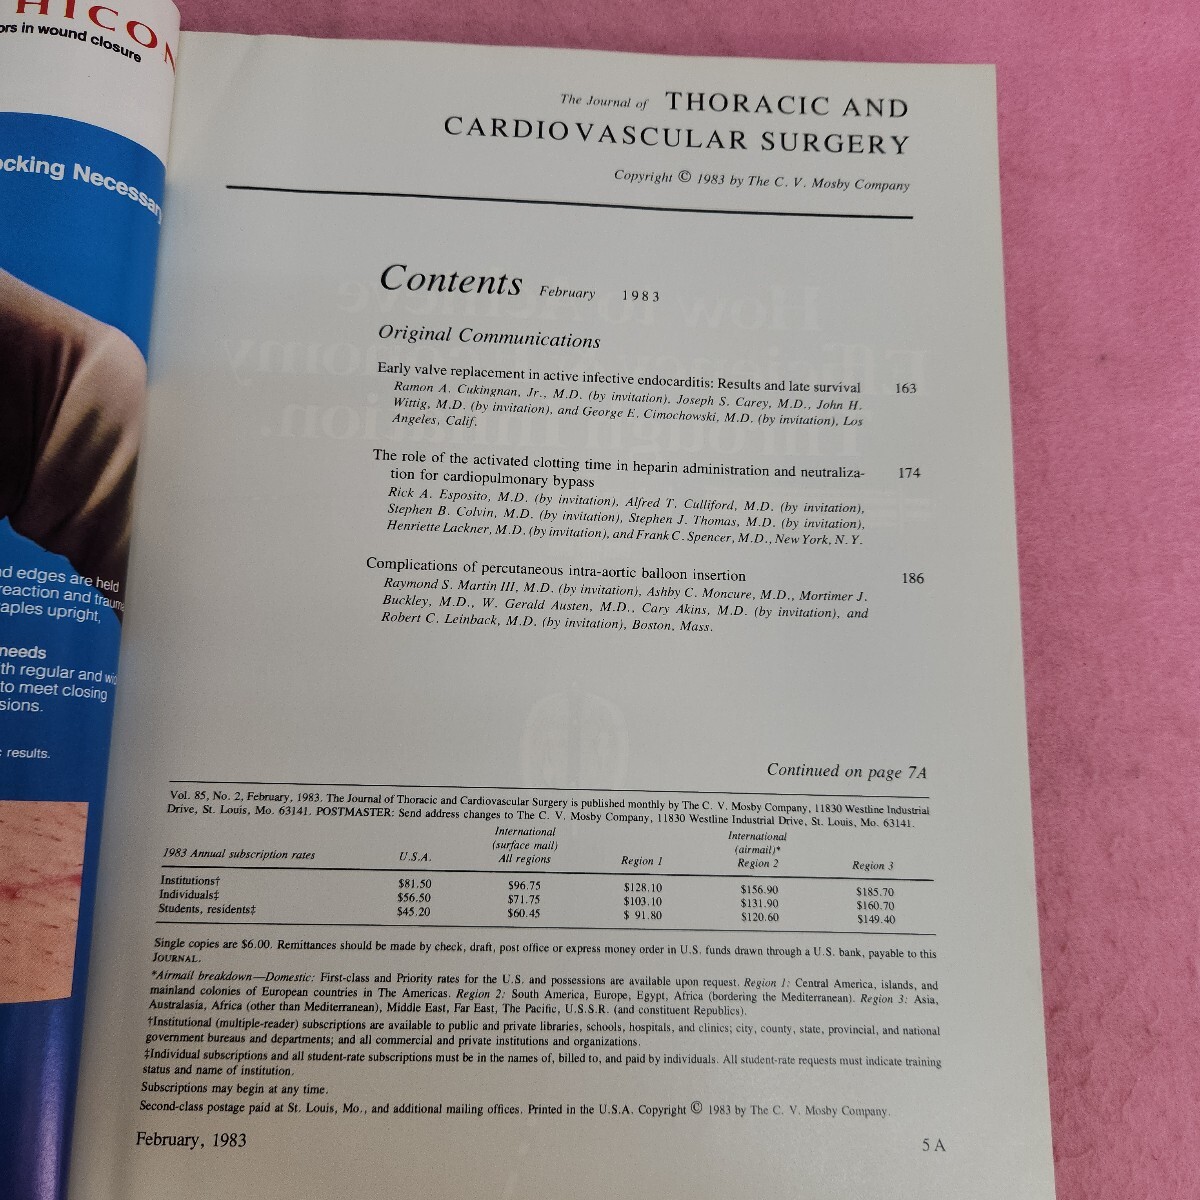 HICON
ors in wound closure
ocking Necessary
nd edges are held
reaction and trauma
taples upright,
needs
ith regular and wid
to meet closing
sions.
results.
The Journal of THORACIC AND
CARDIOVASCULAR SURGERY
Copyright © 1983 by The C. V. Mosby Company
Contents February 1983
Original Communications
Early valve replacement in active infective endocarditis: Results and late survival 163
Ramon A. Cukingnan, Jr., M.D. (by invitation), Joseph S. Carey, M.D., John H.
Wittig, M.D. (by invitation), and George E. Cimochowski, M.D. (by invitation), Los
Angeles, Calif.
The role of the activated clotting time in heparin administration and neutraliza- 174
tion for cardiopulmonary bypass
Rick A. Esposito, M.D. (by invitation), Alfred T. Culliford, M.D. (by invitation),
Stephen B. Colvin, M.D. (by invitation), Stephen J. Thomas, M.D. (by invitation),
Henriette Lackner, M.D. (by invitation), and Frank C. Spencer, M.D., New York, N. Y.
Complications of percutaneous intra-aortic balloon insertion 186
Raymond S. Martin III, M.D. (by invitation), Ashby C. Moncure, M.D., Mortimer J.
Buckley, M.D., W. Gerald Austen, M.D., Cary Akins, M.D. (by invitation), and
Robert C. Leinback, M.D. (by invitation), Boston, Mass.
Continued on page 7A
Vol. 85, No. 2, February, 1983. The Journal of Thoracic and Cardiovascular Surgery is published monthly by The C. V. Mosby Company, 11830 Westline Industrial
Drive, St. Louis, Mo. 63141. POSTMASTER: Send address changes to The C. V. Mosby Company, 11830 Westline Industrial Drive, St. Louis, Mo. 63141.
International International
(surface mail) (airmail)*
1983 Annual subscription rates U.S.A. All regions Region 1 Region 2 Region 3
Institutions† $81.50 $96.75 $128.10 $156.90 $185.70
Individuals‡ $56.50 $71.75 $103.10 $131.90 $160.70
Students, residents‡ $45.20 $60.45 $ 91.80 $120.60 $149.40
Single copies are $6.00. Remittances should be made by check, draft, post office or express money order in U.S. funds drawn through a U.S. bank, payable to this
JOURNAL.
*Airmail breakdown—Domestic: First-class and Priority rates for the U.S. and possessions are available upon request. Region 1: Central America, islands, and
mainland colonies of European countries in The Americas. Region 2: South America, Europe, Egypt, Africa (bordering the Mediterranean). Region 3: Asia,
Australasia, Africa (other than Mediterranean), Middle East, Far East, The Pacific, U.S.S.R. (and constituent Republics).
†Institutional (multiple-reader) subscriptions are available to public and private libraries, schools, hospitals, and clinics; city, county, state, provincial, and national
government bureaus and departments; and all commercial and private institutions and organizations.
‡Individual subscriptions and all student-rate subscriptions must be in the names of, billed to, and paid by individuals. All student-rate requests must indicate training
status and name of institution.
Subscriptions may begin at any time.
Second-class postage paid at St. Louis, Mo., and additional mailing offices. Printed in the U.S.A. Copyright © 1983 by The C. V. Mosby Company.
February, 1983 5 A